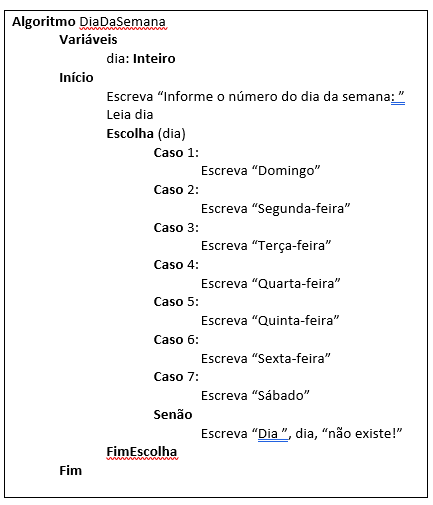 Algoritmo DiaDaSemana
Variáveis
dia: Inteiro
Início
Escreva “Informe o número do dia da semana: ”
Leia dia
Escolha (dia)
Caso 1:
Escreva “Domingo”
Caso 2:
Escreva “Segunda-feira”
Caso 3:
Escreva “Terça-feira”
Caso 4:
Escreva “Quarta-feira”
Caso 5:
Escreva “Quinta-feira”
Caso 6:
Escreva “Sexta-feira”
Caso 7:
Escreva “Sábado”
Senão
Escreva “Dia ”, dia, “não existe!”
FimEscolha
Fim